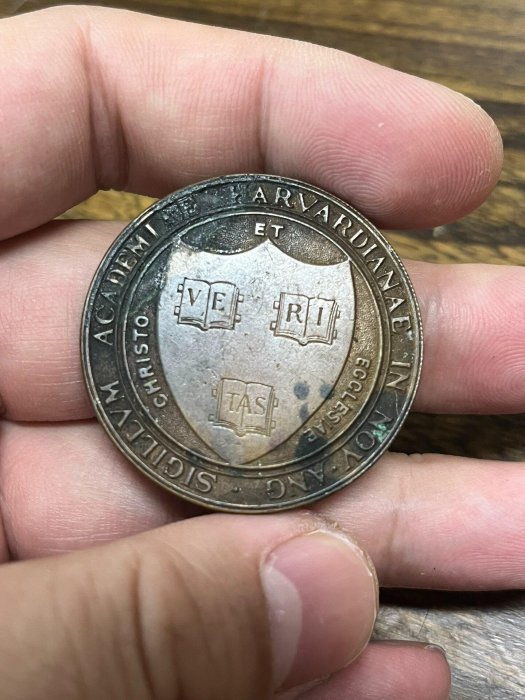 SIGILLVM ACADEMIAE HARVARDIANAE IN NOV·ANG·
CHRISTO ET ECCLESIAE
VE RI
TAS